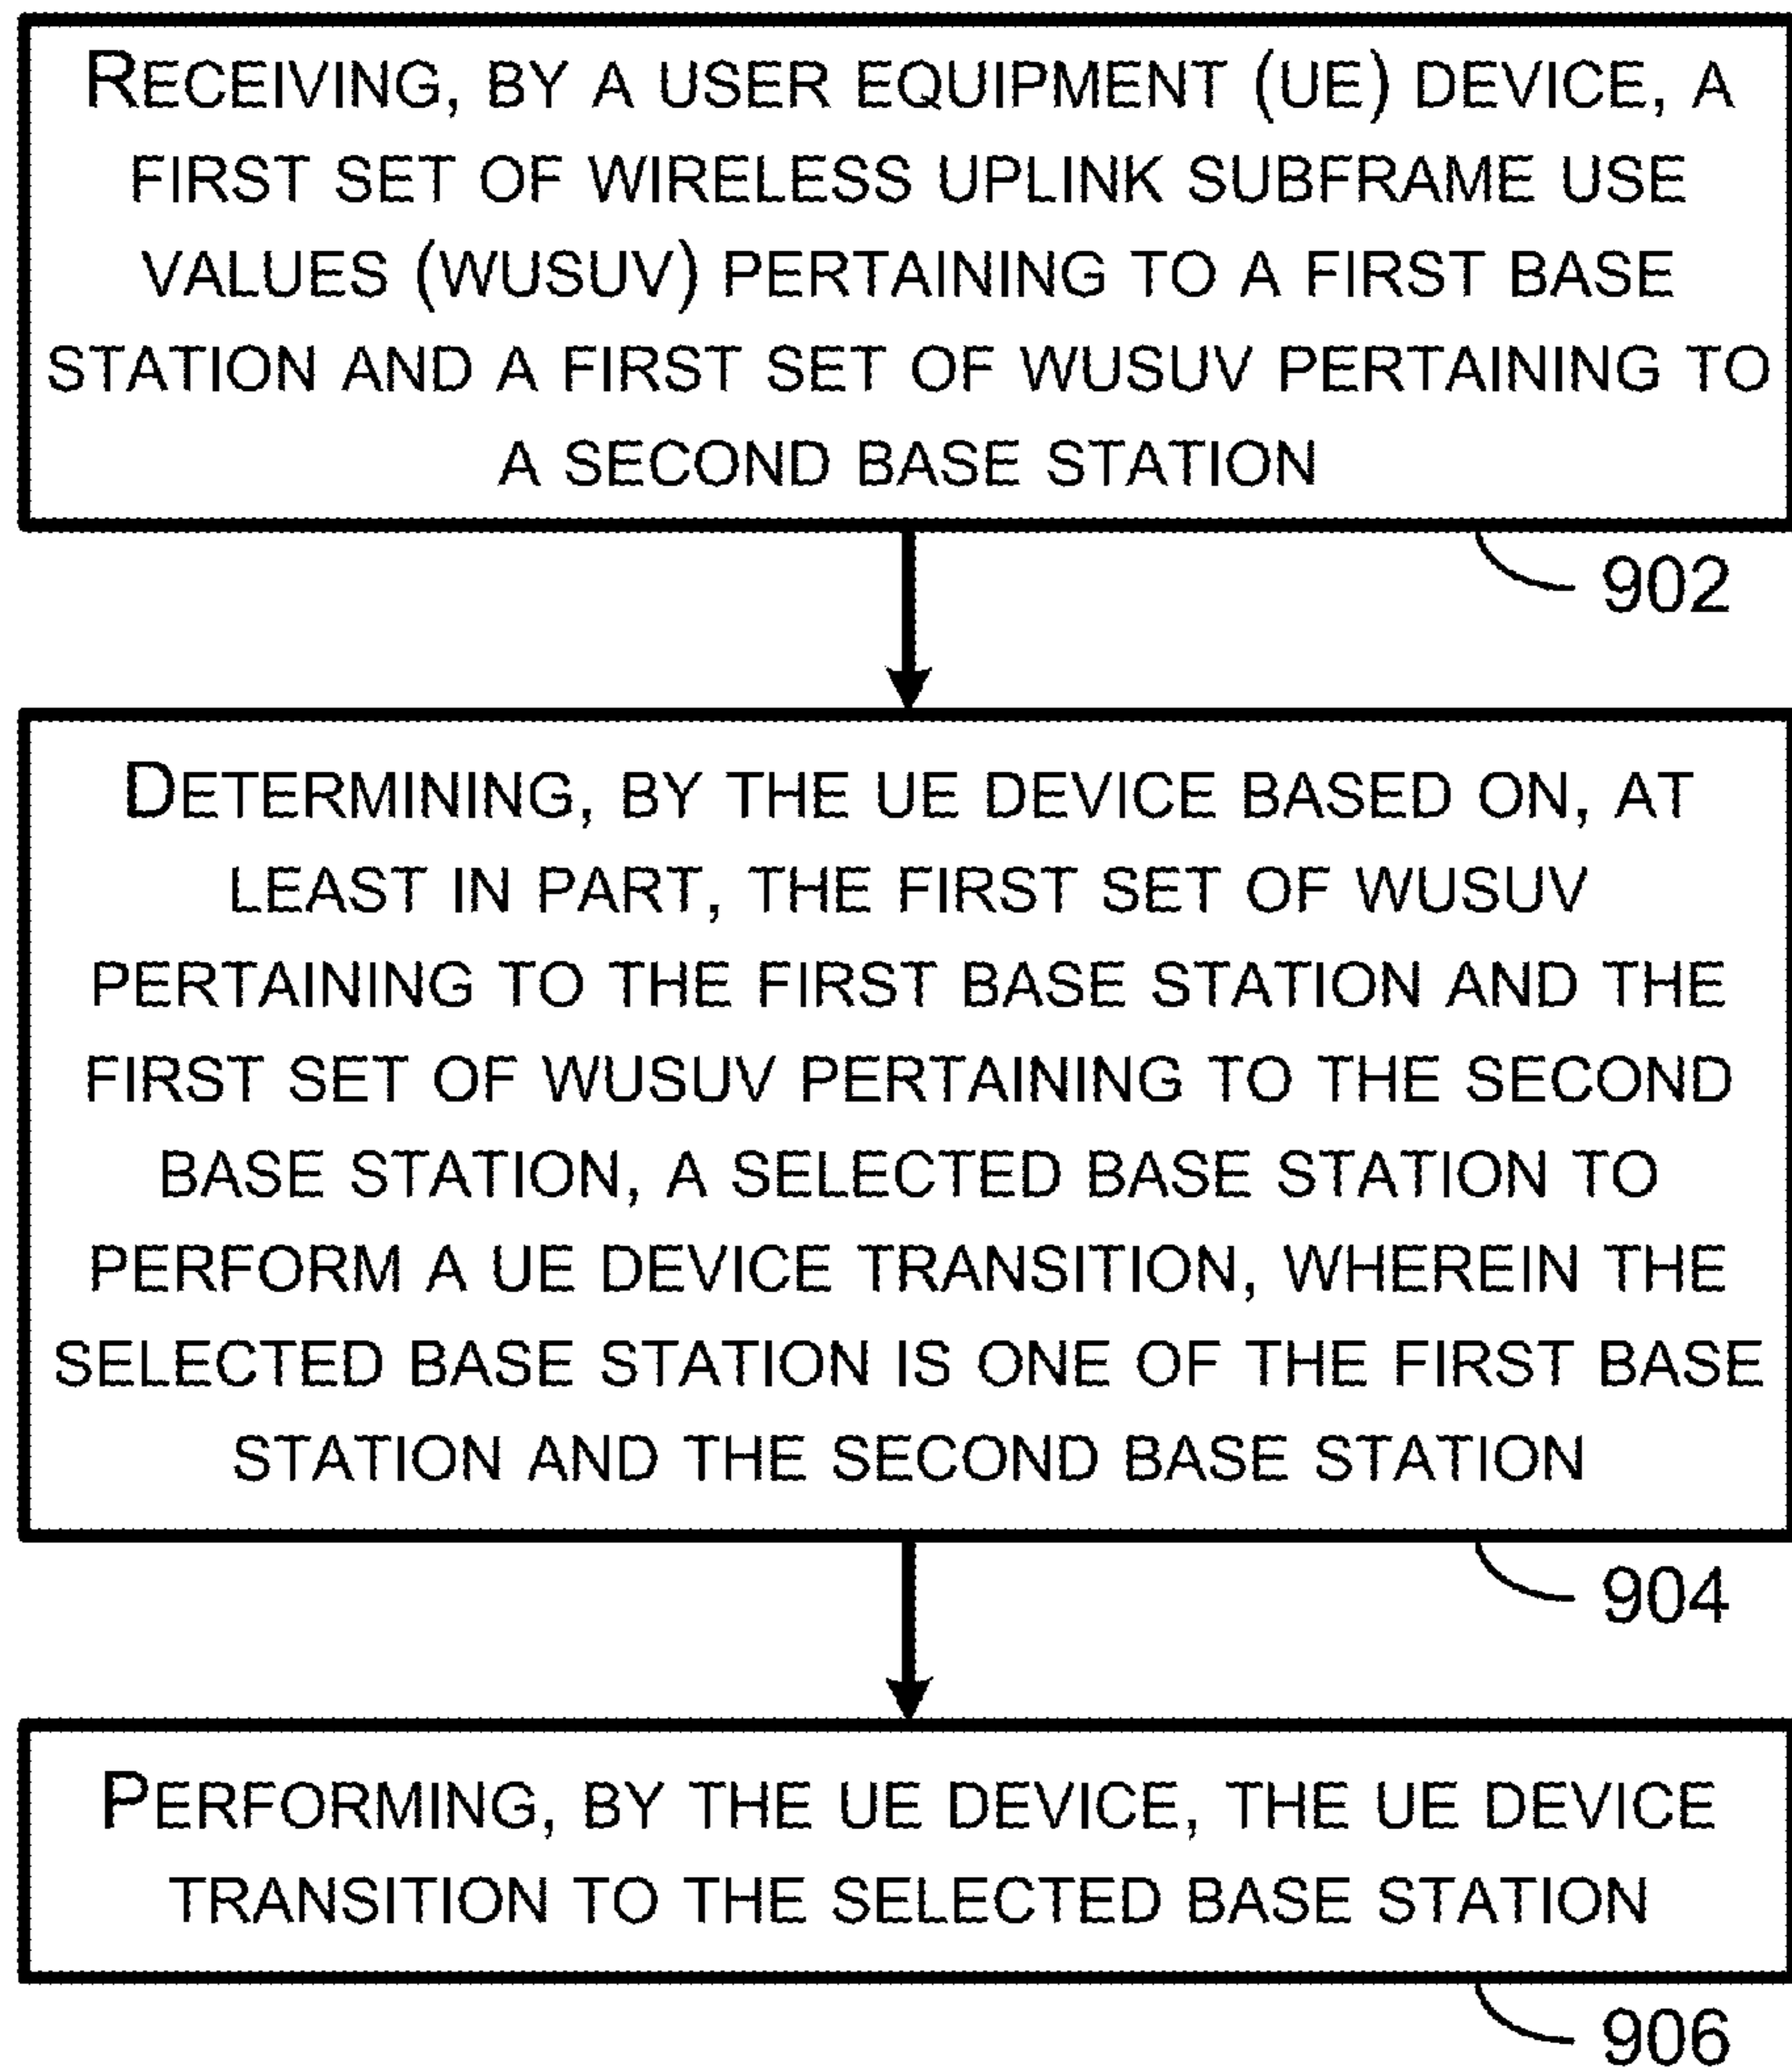 RECEIVING, BY A USER EQUIPMENT (UE) DEVICE, A
FIRST SET OF WIRELESS UPLINK SUBFRAME USE
VALUES (WUSUV) PERTAINING TO A FIRST BASE
STATION AND A FIRST SET OF WUSUV PERTAINING TO
A SECOND BASE STATION
902
DETERMINING, BY THE UE DEVICE BASED ON, AT
LEAST IN PART, THE FIRST SET OF WUSUV
PERTAINING TO THE FIRST BASE STATION AND THE
FIRST SET OF WUSUV PERTAINING TO THE SECOND
BASE STATION, A SELECTED BASE STATION TO
PERFORM A UE DEVICE TRANSITION, WHEREIN THE
SELECTED BASE STATION IS ONE OF THE FIRST BASE
STATION AND THE SECOND BASE STATION
904
PERFORMING, BY THE UE DEVICE, THE UE DEVICE
TRANSITION TO THE SELECTED BASE STATION
906